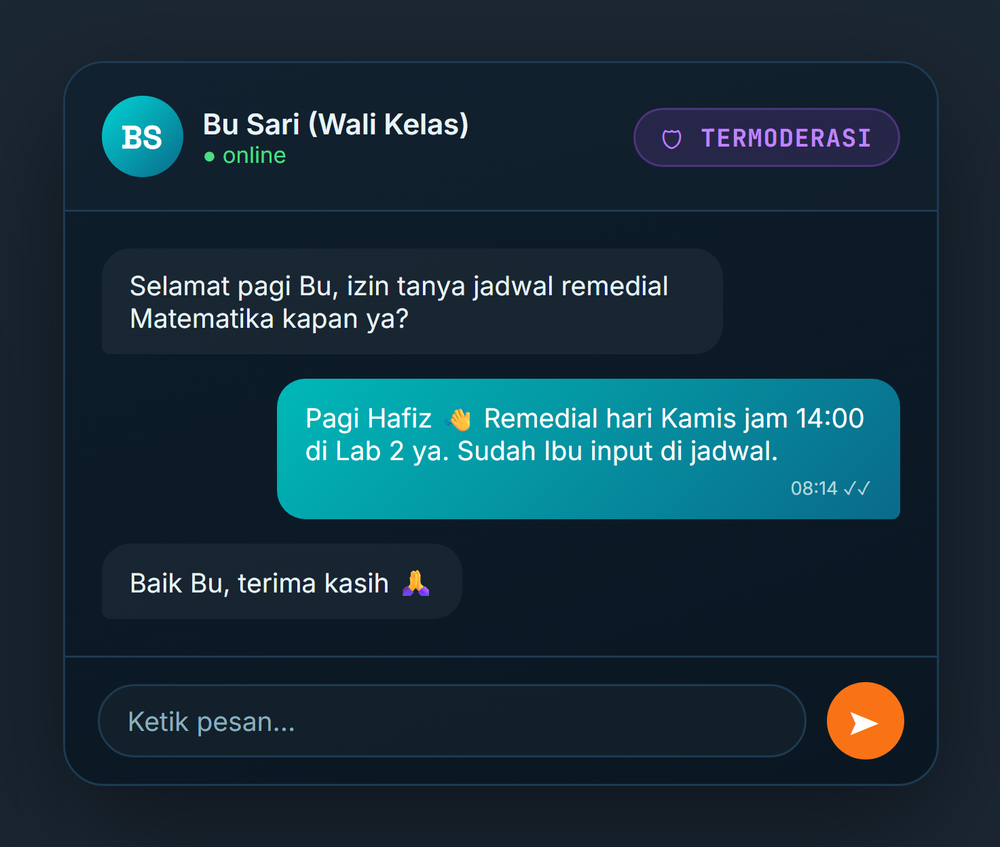 BS
Bu Sari (Wali Kelas)
● online
TERMODERASI
Selamat pagi Bu, izin tanya jadwal remedial
Matematika kapan ya?
Pagi Hafiz 👋 Remedial hari Kamis jam 14:00
di Lab 2 ya. Sudah Ibu input di jadwal.
08:14 ✓✓
Baik Bu, terima kasih 🙏
Ketik pesan...